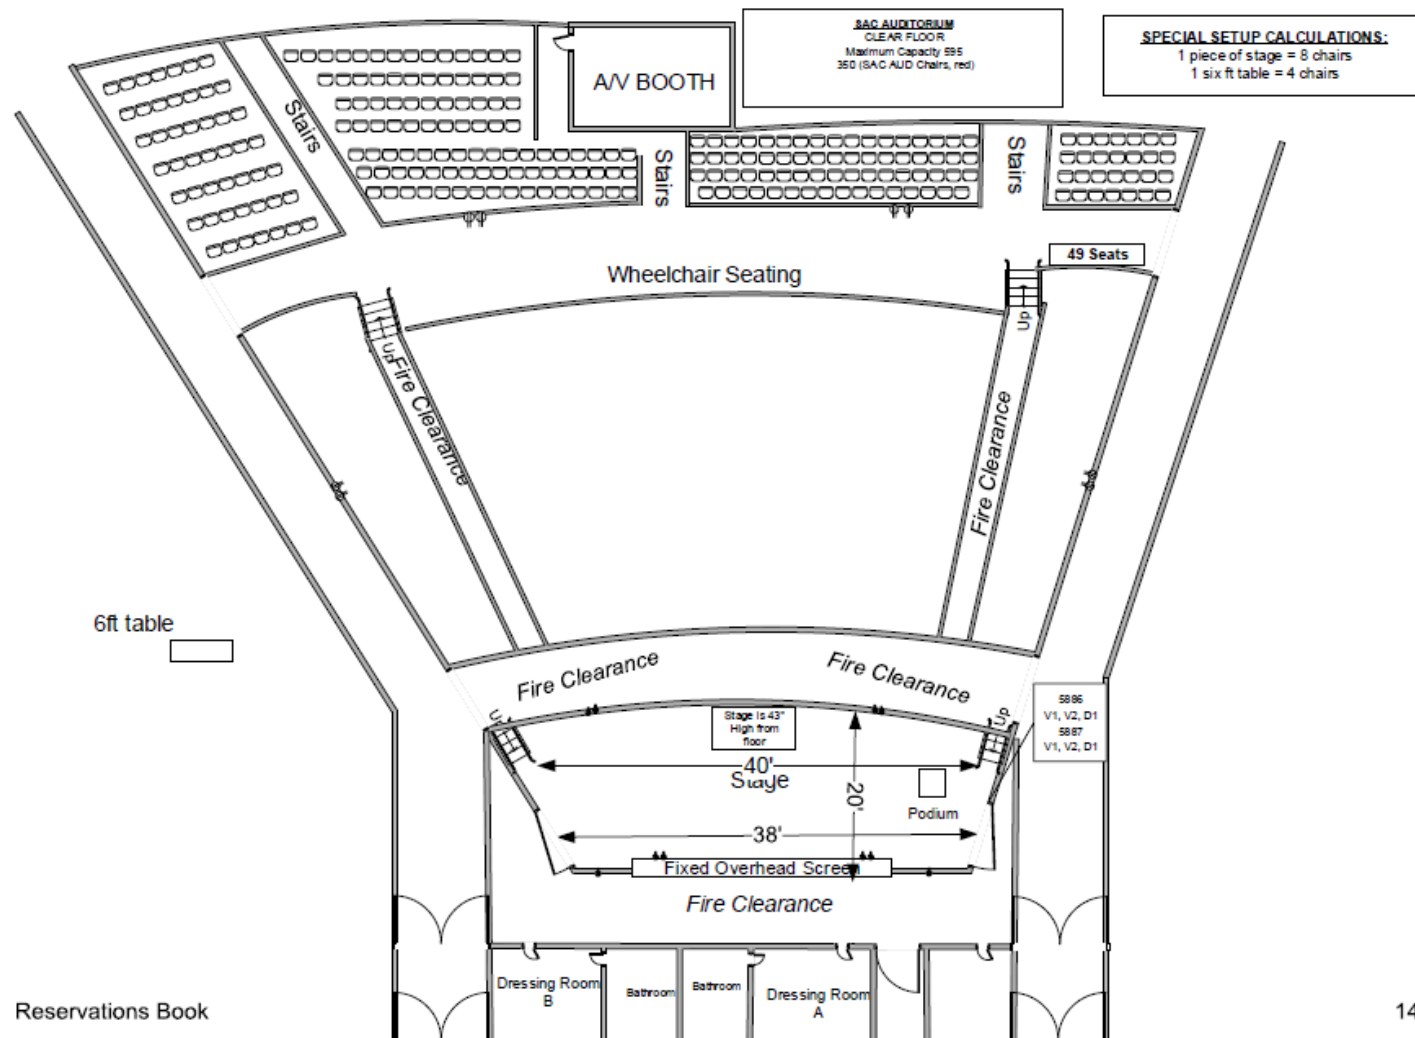 SAC AUDITORIUM
CLEAR FLOOR
Maximum Capacity 595
350 (SAC AUD Chairs, red)
SPECIAL SETUP CALCULATIONS:
1 piece of stage = 8 chairs
1 six ft table = 4 chairs
A/V BOOTH
Stairs
Stairs
Stairs
49 Seats
Wheelchair Seating
Up
Up
Fire Clearance
Fire Clearance
6ft table
Fire Clearance
Fire Clearance
Up
Up
Stage is 43"
High from
floor
5886
V1, V2, D1
5887
V1, V2, D1
40'
Stage
20'
Podium
38'
Fixed Overhead Screen
Fire Clearance
Dressing Room
B
Bathroom
Bathroom
Dressing Room
A
Reservations Book
14